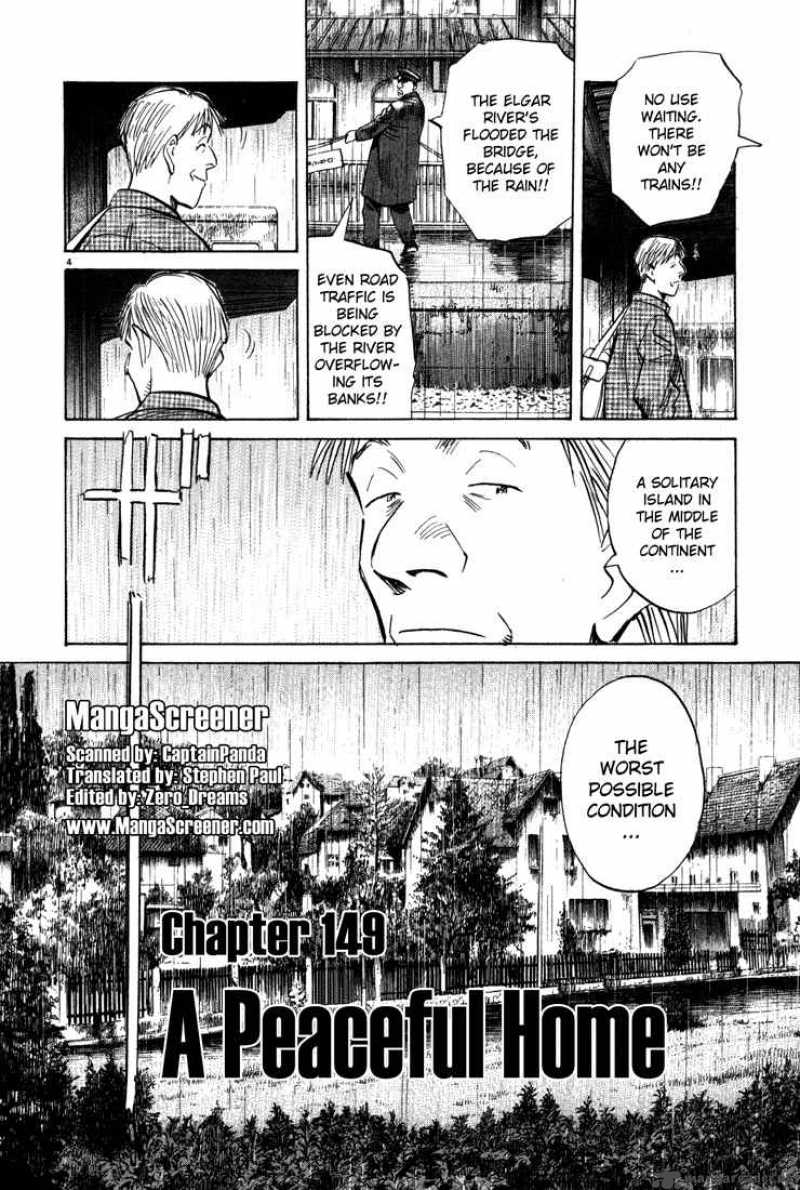 NO USE
WAITING.
THERE
WON'T BE
ANY
TRAINS!!
THE ELGAR
RIVER'S
FLOODED THE
BRIDGE,
BECAUSE OF
THE RAIN!!
EVEN ROAD
TRAFFIC IS
BEING
BLOCKED BY
THE RIVER
OVERFLOW-
ING ITS
BANKS!!
4
A SOLITARY
ISLAND IN
THE MIDDLE
OF THE
CONTINENT
...
THE
WORST
POSSIBLE
CONDITION
...
MangaScreener
Scanned by: CaptainPanda
Translated by: Stephen Paul
Edited by: Zero_Dreams
www.MangaScreener.com
Chapter 149
A Peaceful Home